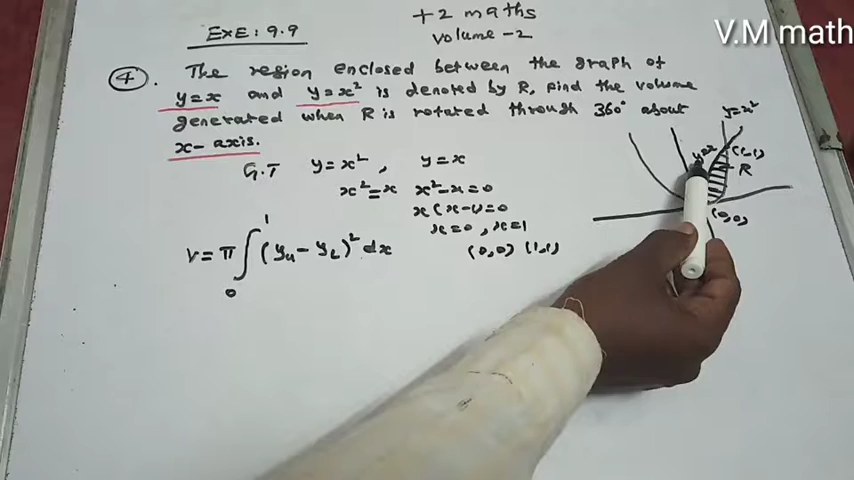 +2 maths
EXE: 9.9
volume -2
V.M math
④. The region enclosed between the graph of
y=x and y=x² is denoted by R, Find the volume
generated when R is rotated through 360° about
x- axis.
y=x²
G.T y=x² , y=x
(1,1)
R
x²=x x²-x=0
x(x-1)=0
(0,0)
x=0, x=1
V = π ∫₀¹ (y_u - y_L)² dx
(0,0) (1,1)